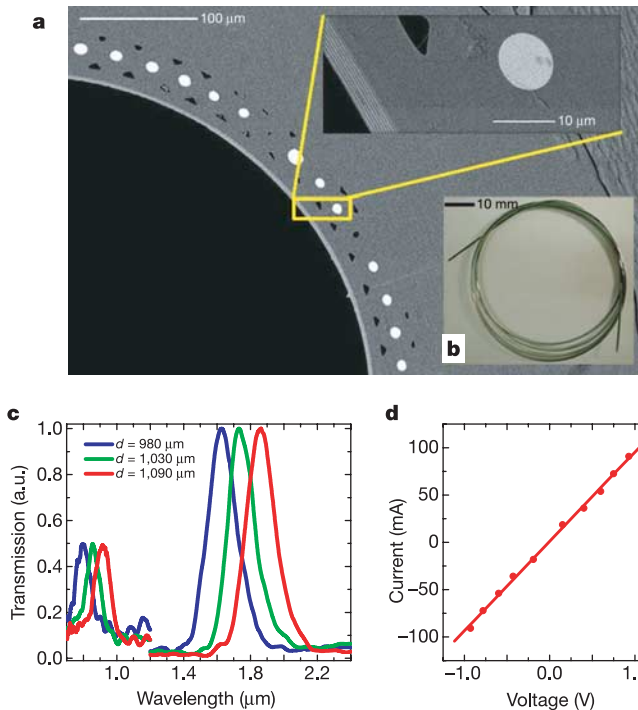 a
100 μm
10 μm
10 mm
b
c
d
Transmission (a.u.)
1.0
0.8
0.6
0.4
0.2
0.0
d = 980 μm
d = 1,030 μm
d = 1,090 μm
1.0
1.4
1.8
2.2
Wavelength (μm)
Current (mA)
100
50
0
−50
−100
−1.0
0.0
1.0
Voltage (V)